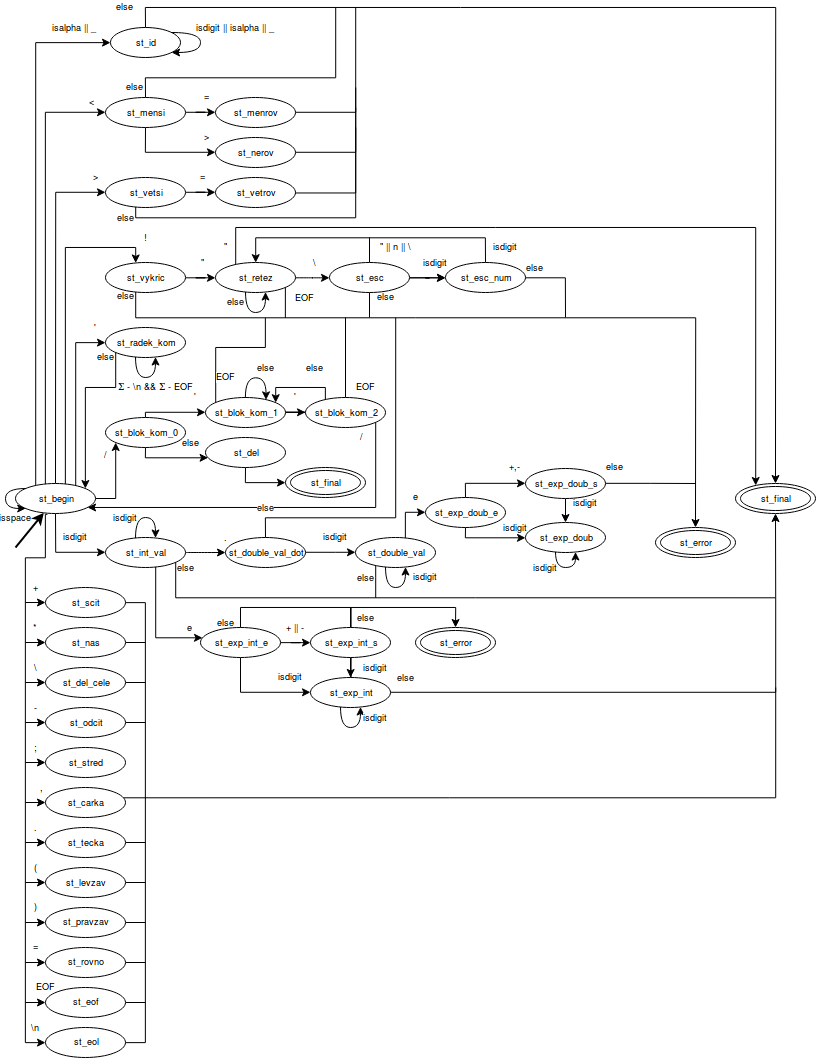 else
isalpha || _
isdigit || isalpha || _
st_id
else
<
=
st_mensi
st_menrov
>
st_nerov
>
=
st_vetsi
st_vetrov
else
!
"
" || n || \
isdigit
"
\
isdigit
else
st_vykric
st_retez
st_esc
st_esc_num
else
else
EOF
else
'
st_radek_kom
else
else
else
EOF
EOF
Σ - \n && Σ - EOF
'
'
st_blok_kom_1
st_blok_kom_2
st_blok_kom_0
else
/
/
st_del
+,-
else
st_final
st_exp_doub_s
st_begin
e
st_final
isdigit
else
st_exp_doub_e
isspace
isdigit
isdigit
.
isdigit
isdigit
st_exp_doub
st_error
st_int_val
st_double_val_dot
st_double_val
else
else
isdigit
isdigit
+
st_scit
else
else
*
e
+ || -
st_nas
st_exp_int_e
st_exp_int_s
st_error
\
isdigit
isdigit
else
st_del_cele
st_exp_int
-
isdigit
st_odcit
;
st_stred
,
st_carka
.
st_tecka
(
st_levzav
)
st_pravzav
=
st_rovno
EOF
st_eof
\n
st_eol